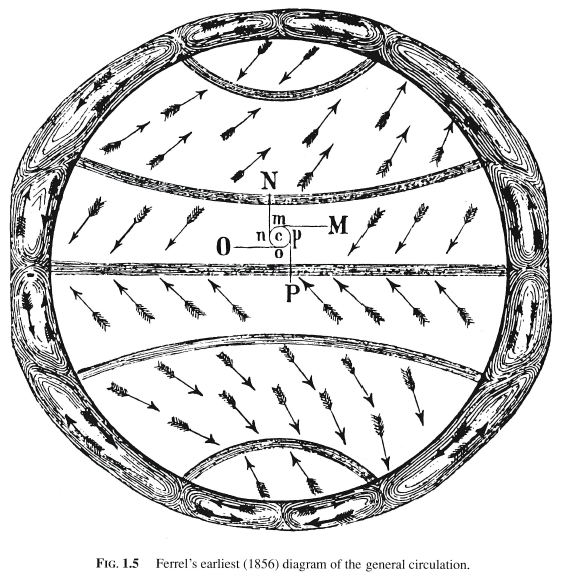 N
m
M
n
c
p
O
o
P
FIG. 1.5 Ferrel's earliest (1856) diagram of the general circulation.